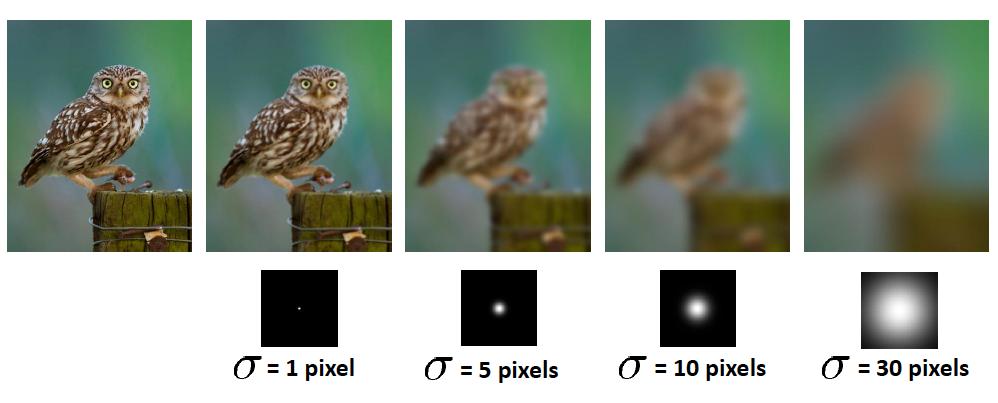 σ = 1 pixel
σ = 5 pixels
σ = 10 pixels
σ = 30 pixels